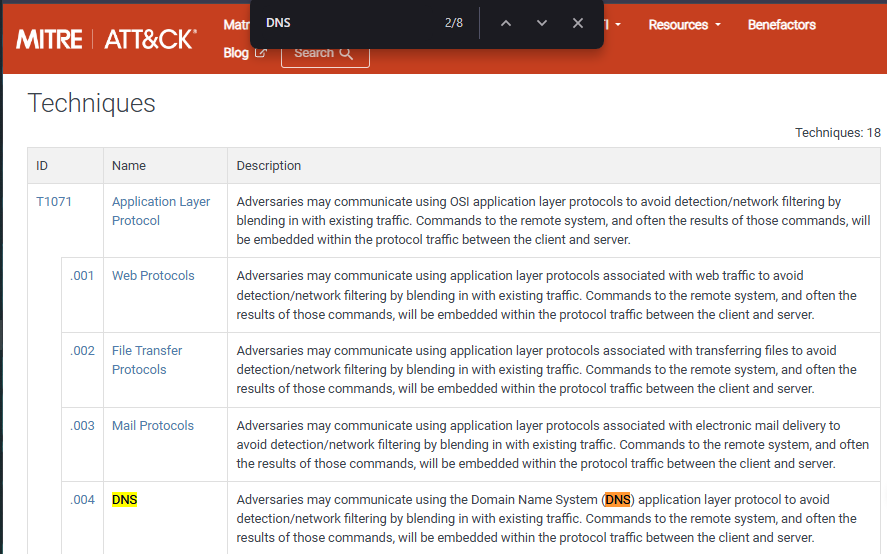 DNS 2/8
MITRE | ATT&CK® Matr I Resources Benefactors
Blog Search
Techniques
Techniques: 18
ID Name Description
T1071 Application Layer Adversaries may communicate using OSI application layer protocols to avoid detection/network filtering by
Protocol blending in with existing traffic. Commands to the remote system, and often the results of those commands, will
be embedded within the protocol traffic between the client and server.
.001 Web Protocols Adversaries may communicate using application layer protocols associated with web traffic to avoid
detection/network filtering by blending in with existing traffic. Commands to the remote system, and often the
results of those commands, will be embedded within the protocol traffic between the client and server.
.002 File Transfer Adversaries may communicate using application layer protocols associated with transferring files to avoid
Protocols detection/network filtering by blending in with existing traffic. Commands to the remote system, and often the
results of those commands, will be embedded within the protocol traffic between the client and server.
.003 Mail Protocols Adversaries may communicate using application layer protocols associated with electronic mail delivery to
avoid detection/network filtering by blending in with existing traffic. Commands to the remote system, and often
the results of those commands, will be embedded within the protocol traffic between the client and server.
.004 DNS Adversaries may communicate using the Domain Name System (DNS) application layer protocol to avoid
detection/network filtering by blending in with existing traffic. Commands to the remote system, and often the
results of those commands, will be embedded within the protocol traffic between the client and server.